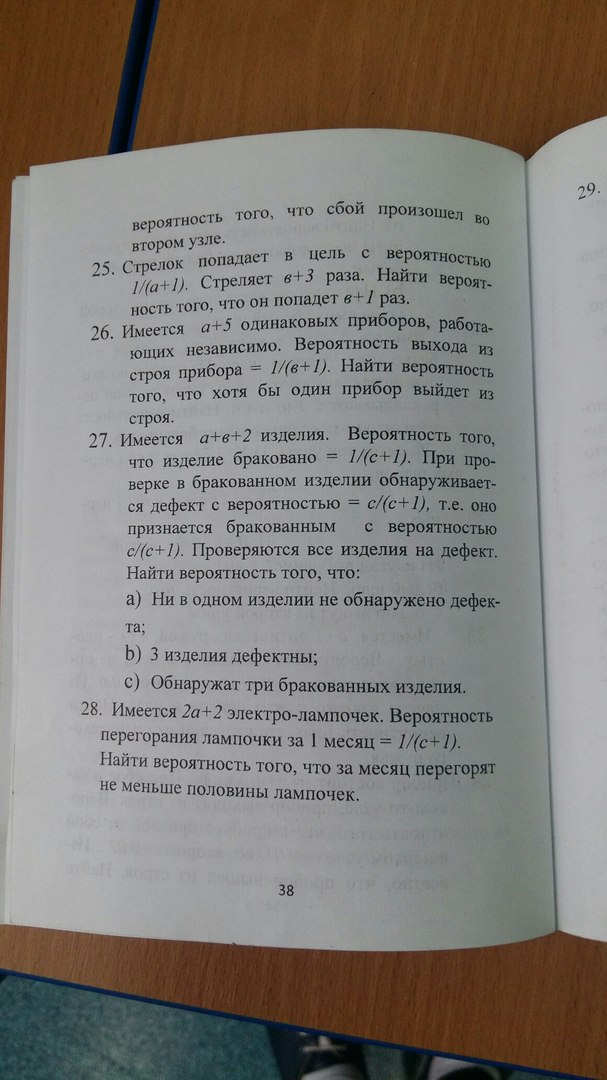 вероятность того, что сбой произошел во
втором узле.
25. Стрелок попадает в цель с вероятностью
1/(а+1). Стреляет в+3 раза. Найти вероят-
ность того, что он попадет в+1 раз.
26. Имеется а+5 одинаковых приборов, работа-
ющих независимо. Вероятность выхода из
строя прибора = 1/(в+1). Найти вероятность
того, что хотя бы один прибор выйдет из
строя.
27. Имеется а+в+2 изделия. Вероятность того,
что изделие браковано = 1/(с+1). При про-
верке в бракованном изделии обнаруживает-
ся дефект с вероятностью = с/(с+1), т.е. оно
признается бракованным с вероятностью
с/(с+1). Проверяются все изделия на дефект.
Найти вероятность того, что:
a) Ни в одном изделии не обнаружено дефек-
та;
b) 3 изделия дефектны;
c) Обнаружат три бракованных изделия.
28. Имеется 2а+2 электро-лампочек. Вероятность
перегорания лампочки за 1 месяц = 1/(с+1).
Найти вероятность того, что за месяц перегорят
не меньше половины лампочек.
38
29.